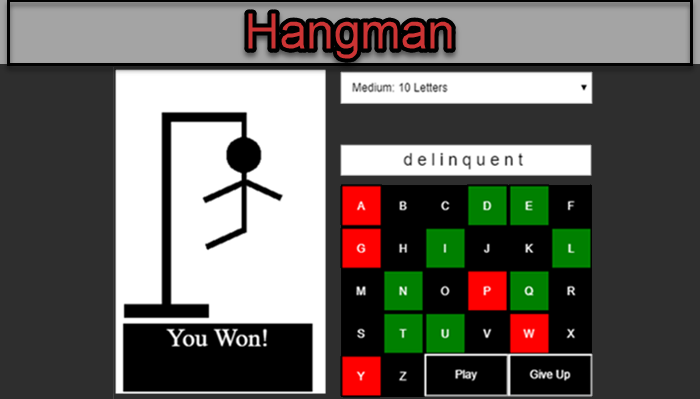 Hangman
Medium: 10 Letters
delinquent
A B C D E F
G H I J K L
M N O P Q R
S T U V W X
Y Z Play Give Up
You Won!